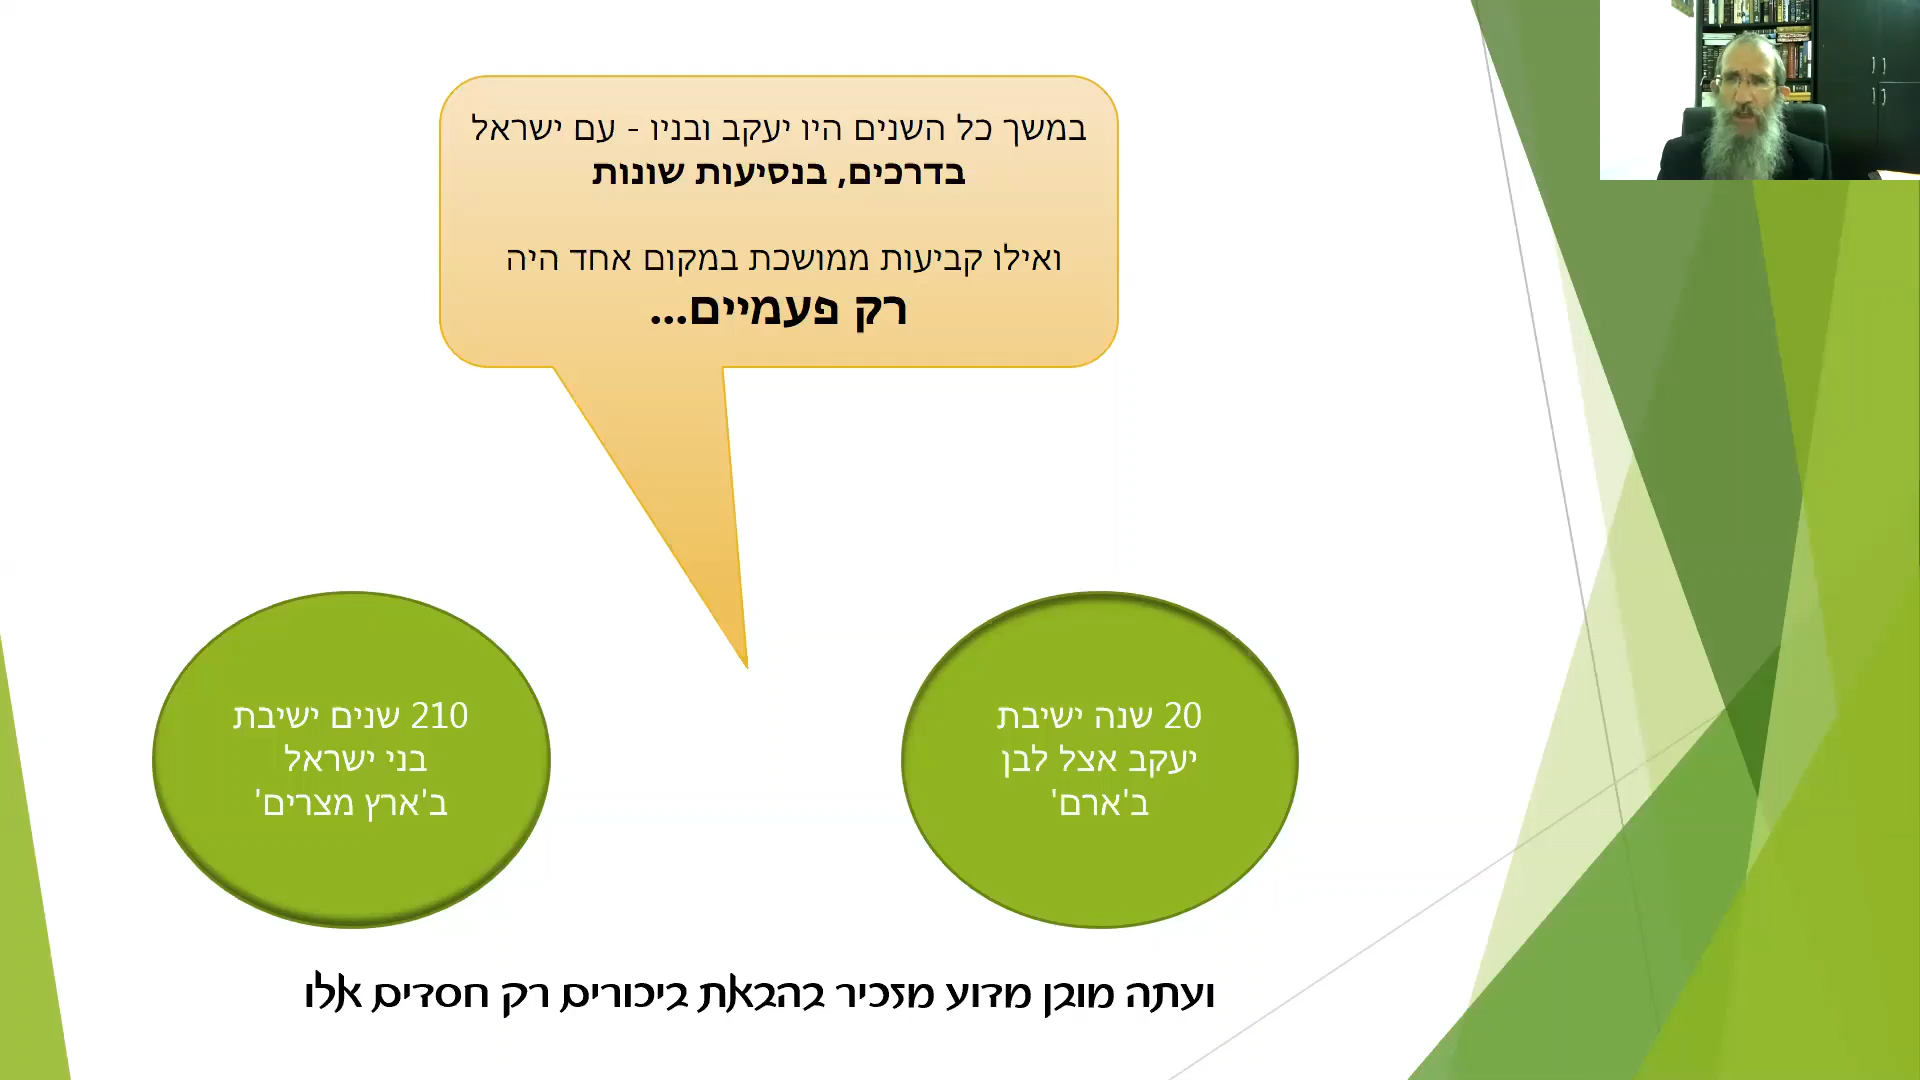 במשך כל השנים היו יעקב ובניו - עם ישראל
בדרכים, בנסיעות שונות
ואילו קביעות ממושכת במקום אחד היה
רק פעמיים...
20 שנה ישיבת
יעקב אצל לבן
ב'ארם'
210 שנים ישיבת
בני ישראל
ב'ארץ מצרים'
ועתה מובן מדוע מזכיר בהבאת ביכורים רק חסדים אלו